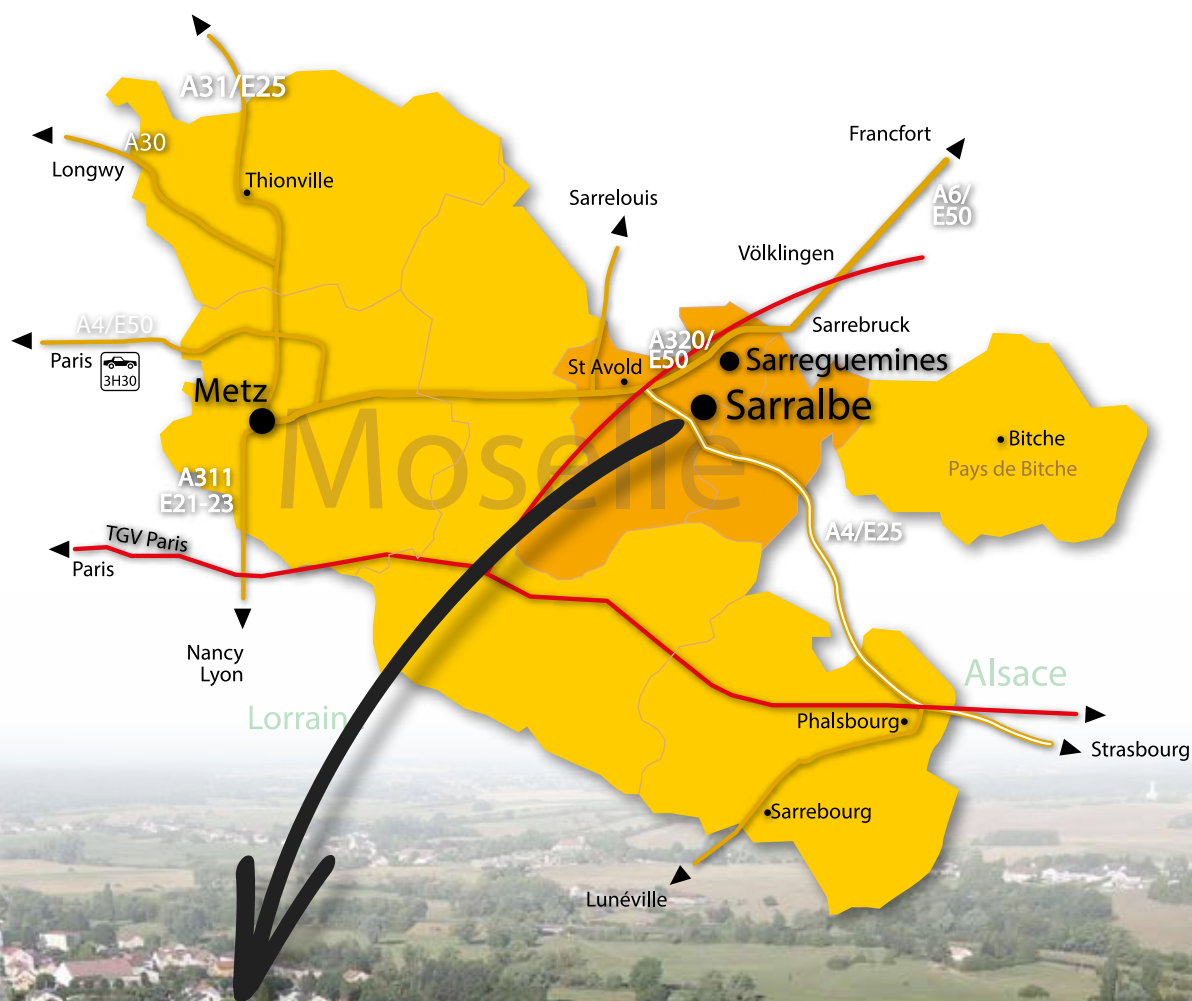 A31/E25
A30
Longwy
Thionville
Francfort
A6/
E50
Sarrelouis
Völklingen
A4/E50
Paris
3H30
A320/
E50
Sarrebruck
St Avold
Sarreguemines
Metz
Sarralbe
Moselle
Bitche
Pays de Bitche
A311
E21-23
A4/E25
TGV Paris
Paris
Nancy
Lyon
Alsace
Lorrain
Phalsbourg
Strasbourg
Sarrebourg
Lunéville